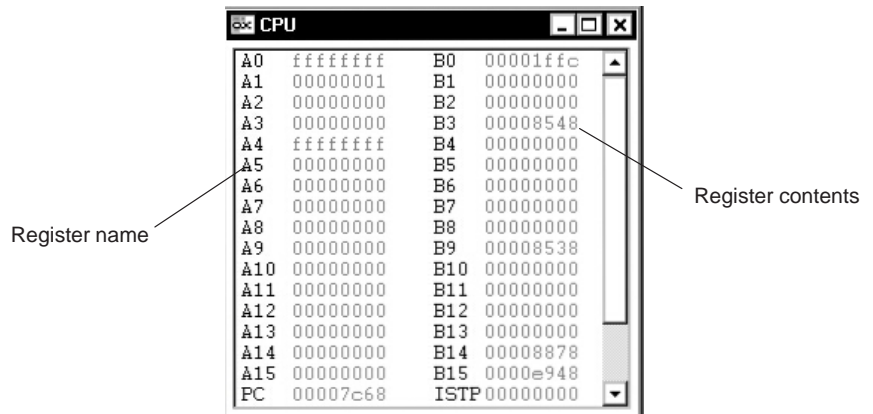 CPU
A0 ffffffff B0 00001ffc
A1 00000001 B1 00000000
A2 00000000 B2 00000000
A3 00000000 B3 00008548
A4 ffffffff B4 00000000
A5 00000000 B5 00000000
A6 00000000 B6 00000000
A7 00000000 B7 00000000
A8 00000000 B8 00000000
A9 00000000 B9 00008538
A10 00000000 B10 00000000
A11 00000000 B11 00000000
A12 00000000 B12 00000000
A13 00000000 B13 00000000
A14 00000000 B14 00008878
A15 00000000 B15 0000e948
PC 00007c68 ISTP 00000000
Register name
Register contents